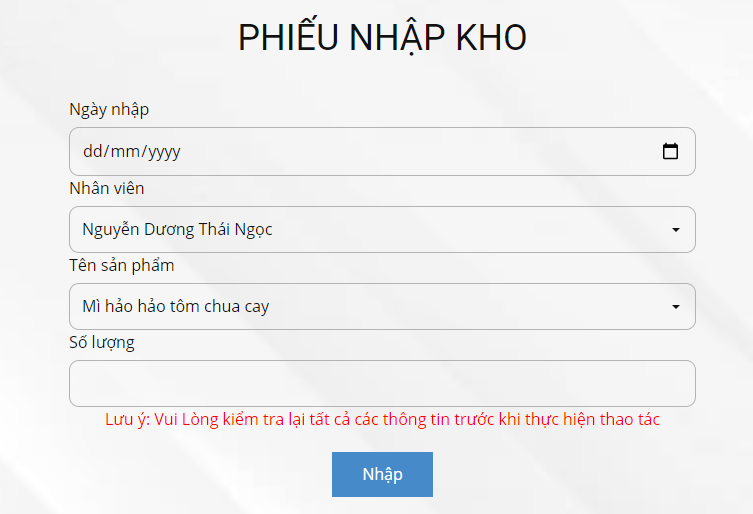 PHIẾU NHẬP KHO
Ngày nhập
dd/mm/yyyy
Nhân viên
Nguyễn Dương Thái Ngọc
Tên sản phẩm
Mì hảo hảo tôm chua cay
Số lượng
Lưu ý: Vui Lòng kiểm tra lại tất cả các thông tin trước khi thực hiện thao tác
Nhập